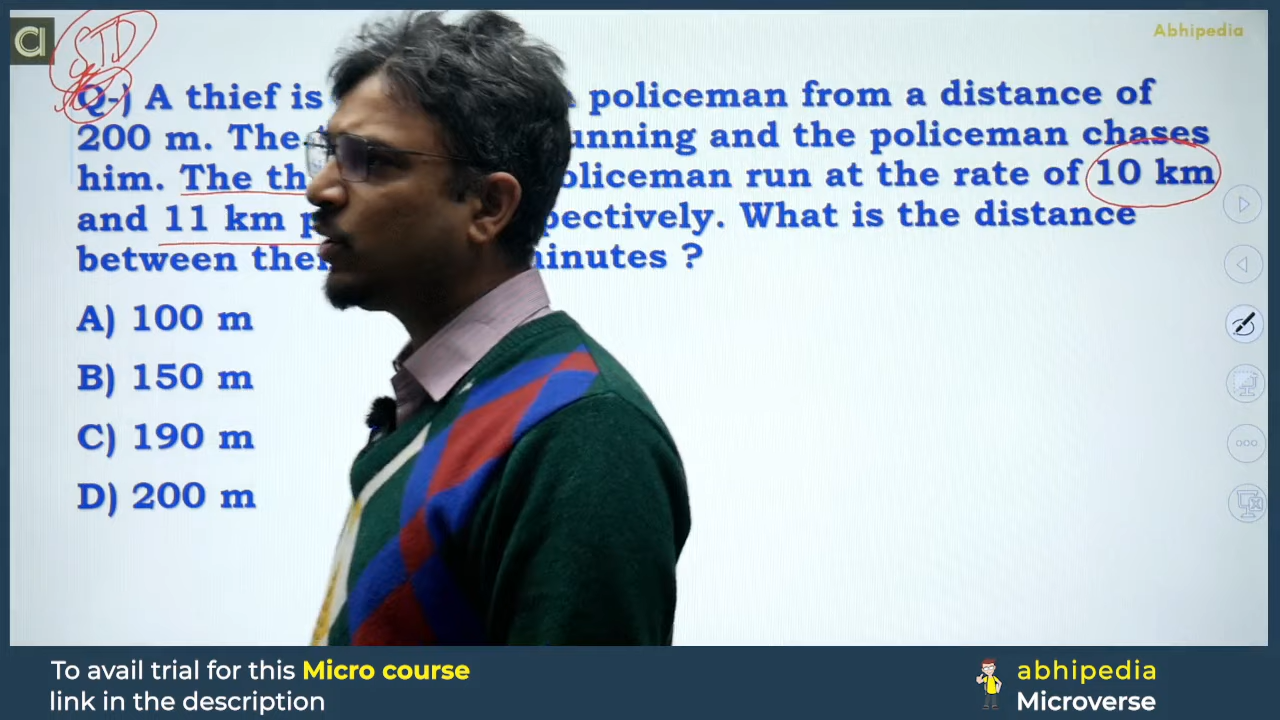 Abhipedia
STD
Q-) A thief is policeman from a distance of
200 m. The unning and the policeman chases
him. The th oliceman run at the rate of 10 km
and 11 km p pectively. What is the distance
between the inutes ?
A) 100 m
B) 150 m
C) 190 m
D) 200 m
To avail trial for this Micro course
link in the description
abhipedia
Microverse